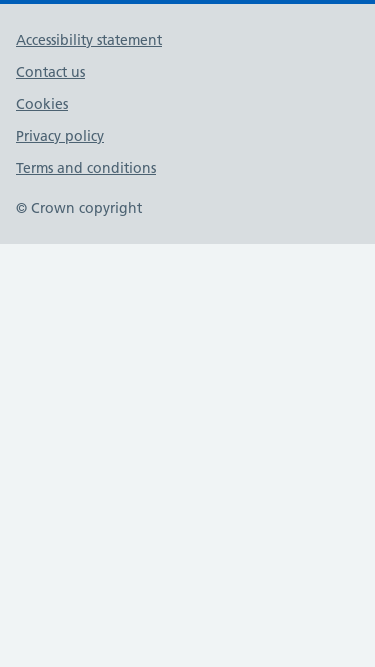 Accessibility statement
Contact us
Cookies
Privacy policy
Terms and conditions
© Crown copyright